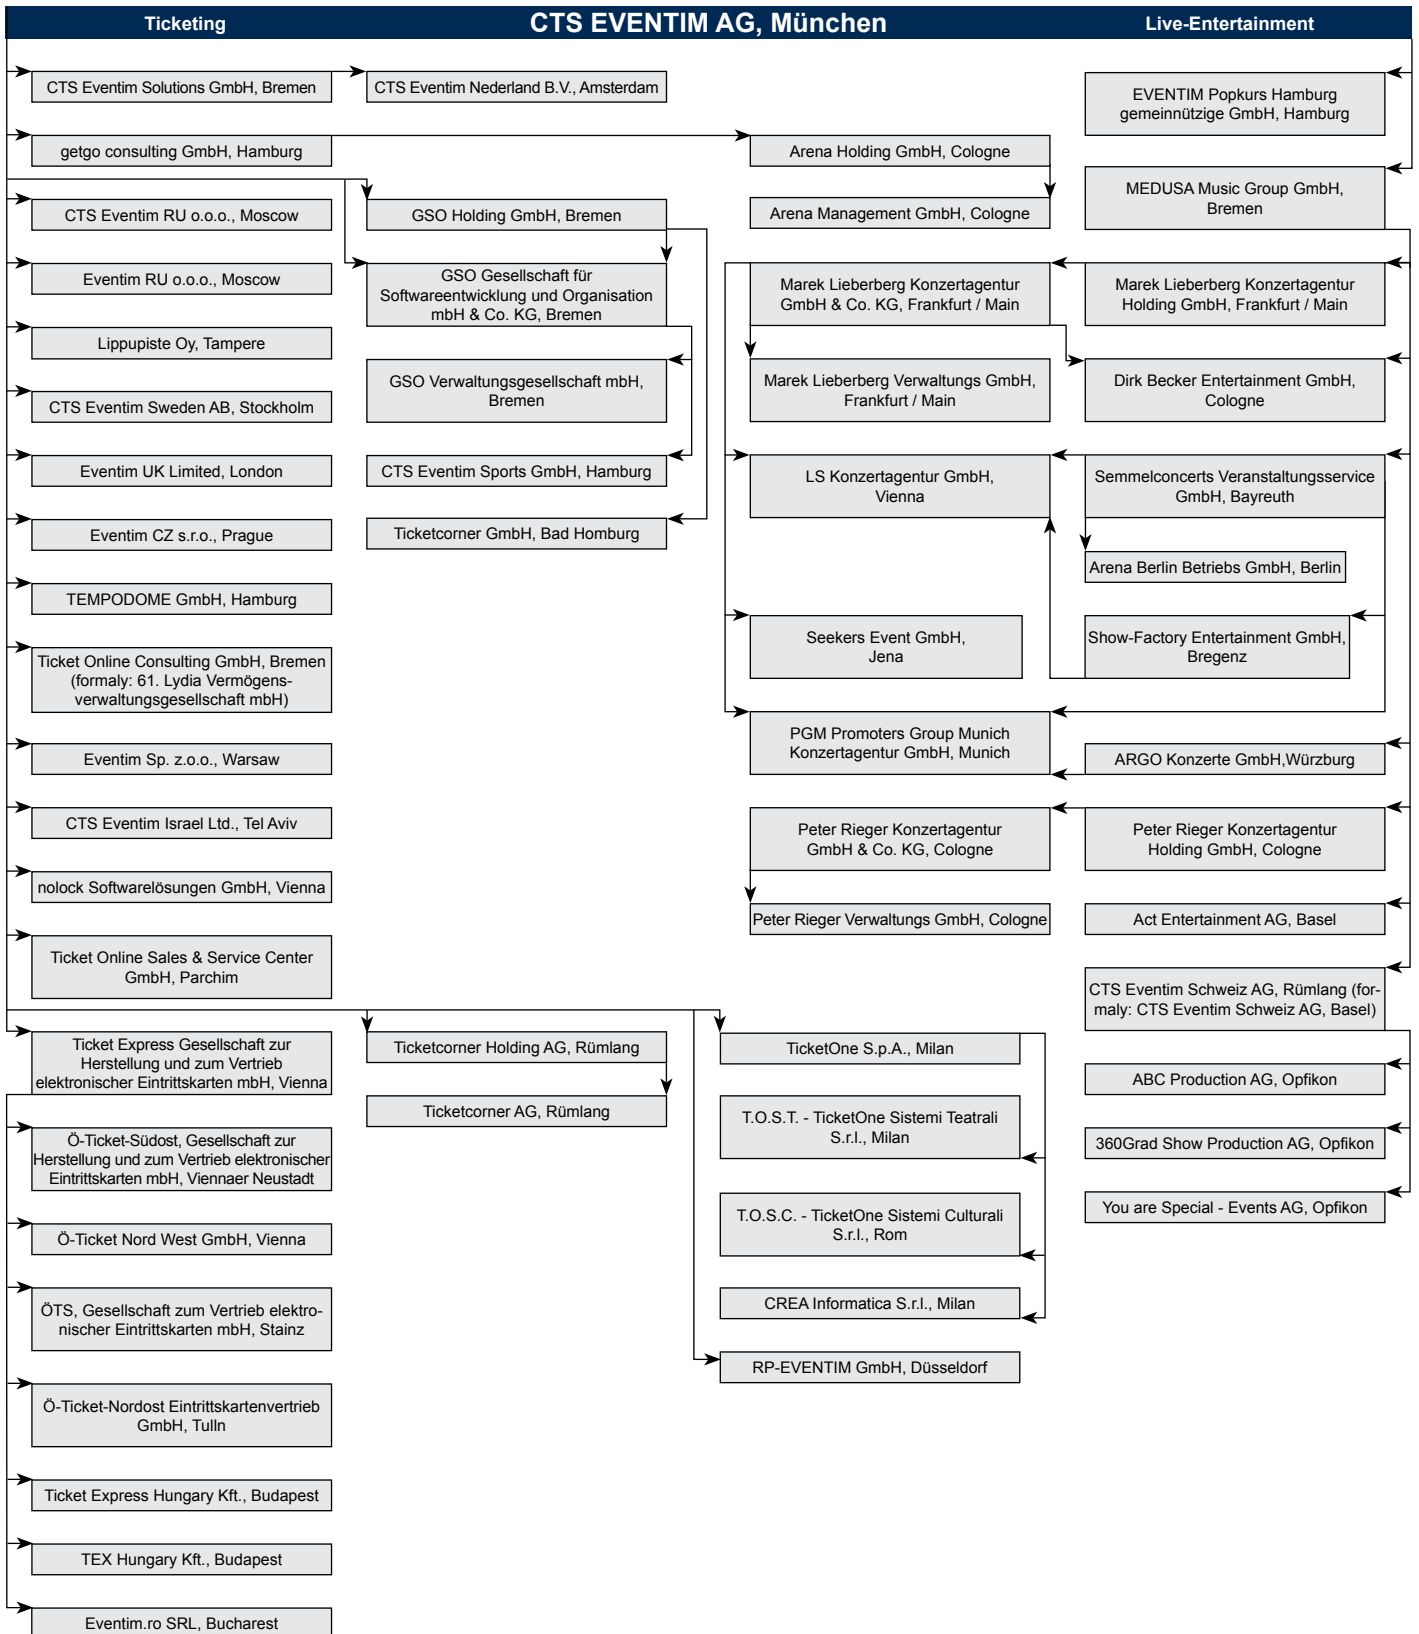 Ticketing
CTS EVENTIM AG, München
Live-Entertainment
CTS Eventim Solutions GmbH, Bremen
CTS Eventim Nederland B.V., Amsterdam
EVENTIM Popkurs Hamburg
gemeinnützige GmbH, Hamburg
getgo consulting GmbH, Hamburg
Arena Holding GmbH, Cologne
MEDUSA Music Group GmbH,
Bremen
CTS Eventim RU o.o.o., Moscow
GSO Holding GmbH, Bremen
Arena Management GmbH, Cologne
Eventim RU o.o.o., Moscow
GSO Gesellschaft für
Softwareentwicklung und Organisation
mbH & Co. KG, Bremen
Marek Lieberberg Konzertagentur
GmbH & Co. KG, Frankfurt / Main
Marek Lieberberg Konzertagentur
Holding GmbH, Frankfurt / Main
Lippupiste Oy, Tampere
GSO Verwaltungsgesellschaft mbH,
Bremen
Marek Lieberberg Verwaltungs GmbH,
Frankfurt / Main
Dirk Becker Entertainment GmbH,
Cologne
CTS Eventim Sweden AB, Stockholm
Eventim UK Limited, London
CTS Eventim Sports GmbH, Hamburg
LS Konzertagentur GmbH,
Vienna
Semmelconcerts Veranstaltungsservice
GmbH, Bayreuth
Eventim CZ s.r.o., Prague
Ticketcorner GmbH, Bad Homburg
Arena Berlin Betriebs GmbH, Berlin
TEMPODOME GmbH, Hamburg
Seekers Event GmbH,
Jena
Show-Factory Entertainment GmbH,
Bregenz
Ticket Online Consulting GmbH, Bremen
(formaly: 61. Lydia Vermögens-
verwaltungsgesellschaft mbH)
PGM Promoters Group Munich
Konzertagentur GmbH, Munich
Eventim Sp. z.o.o., Warsaw
ARGO Konzerte GmbH,Würzburg
CTS Eventim Israel Ltd., Tel Aviv
Peter Rieger Konzertagentur
GmbH & Co. KG, Cologne
Peter Rieger Konzertagentur
Holding GmbH, Cologne
nolock Softwarelösungen GmbH, Vienna
Peter Rieger Verwaltungs GmbH, Cologne
Act Entertainment AG, Basel
Ticket Online Sales & Service Center
GmbH, Parchim
CTS Eventim Schweiz AG, Rümlang (for-
maly: CTS Eventim Schweiz AG, Basel)
Ticket Express Gesellschaft zur
Herstellung und zum Vertrieb
elektronischer Eintrittskarten mbH, Vienna
Ticketcorner Holding AG, Rümlang
TicketOne S.p.A., Milan
ABC Production AG, Opfikon
Ticketcorner AG, Rümlang
T.O.S.T. - TicketOne Sistemi Teatrali
S.r.l., Milan
Ö-Ticket-Südost, Gesellschaft zur
Herstellung und zum Vertrieb elektronischer
Eintrittskarten mbH, Viennaer Neustadt
360Grad Show Production AG, Opfikon
T.O.S.C. - TicketOne Sistemi Culturali
S.r.l., Rom
You are Special - Events AG, Opfikon
Ö-Ticket Nord West GmbH, Vienna
CREA Informatica S.r.l., Milan
ÖTS, Gesellschaft zum Vertrieb elektro-
nischer Eintrittskarten mbH, Stainz
RP-EVENTIM GmbH, Düsseldorf
Ö-Ticket-Nordost Eintrittskartenvertrieb
GmbH, Tulln
Ticket Express Hungary Kft., Budapest
TEX Hungary Kft., Budapest
Eventim.ro SRL, Bucharest